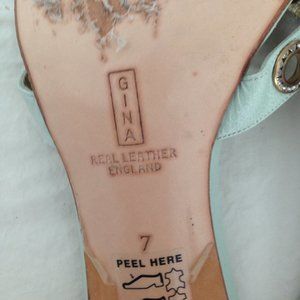 GINA
REAL LEATHER
ENGLAND
7
PEEL HERE